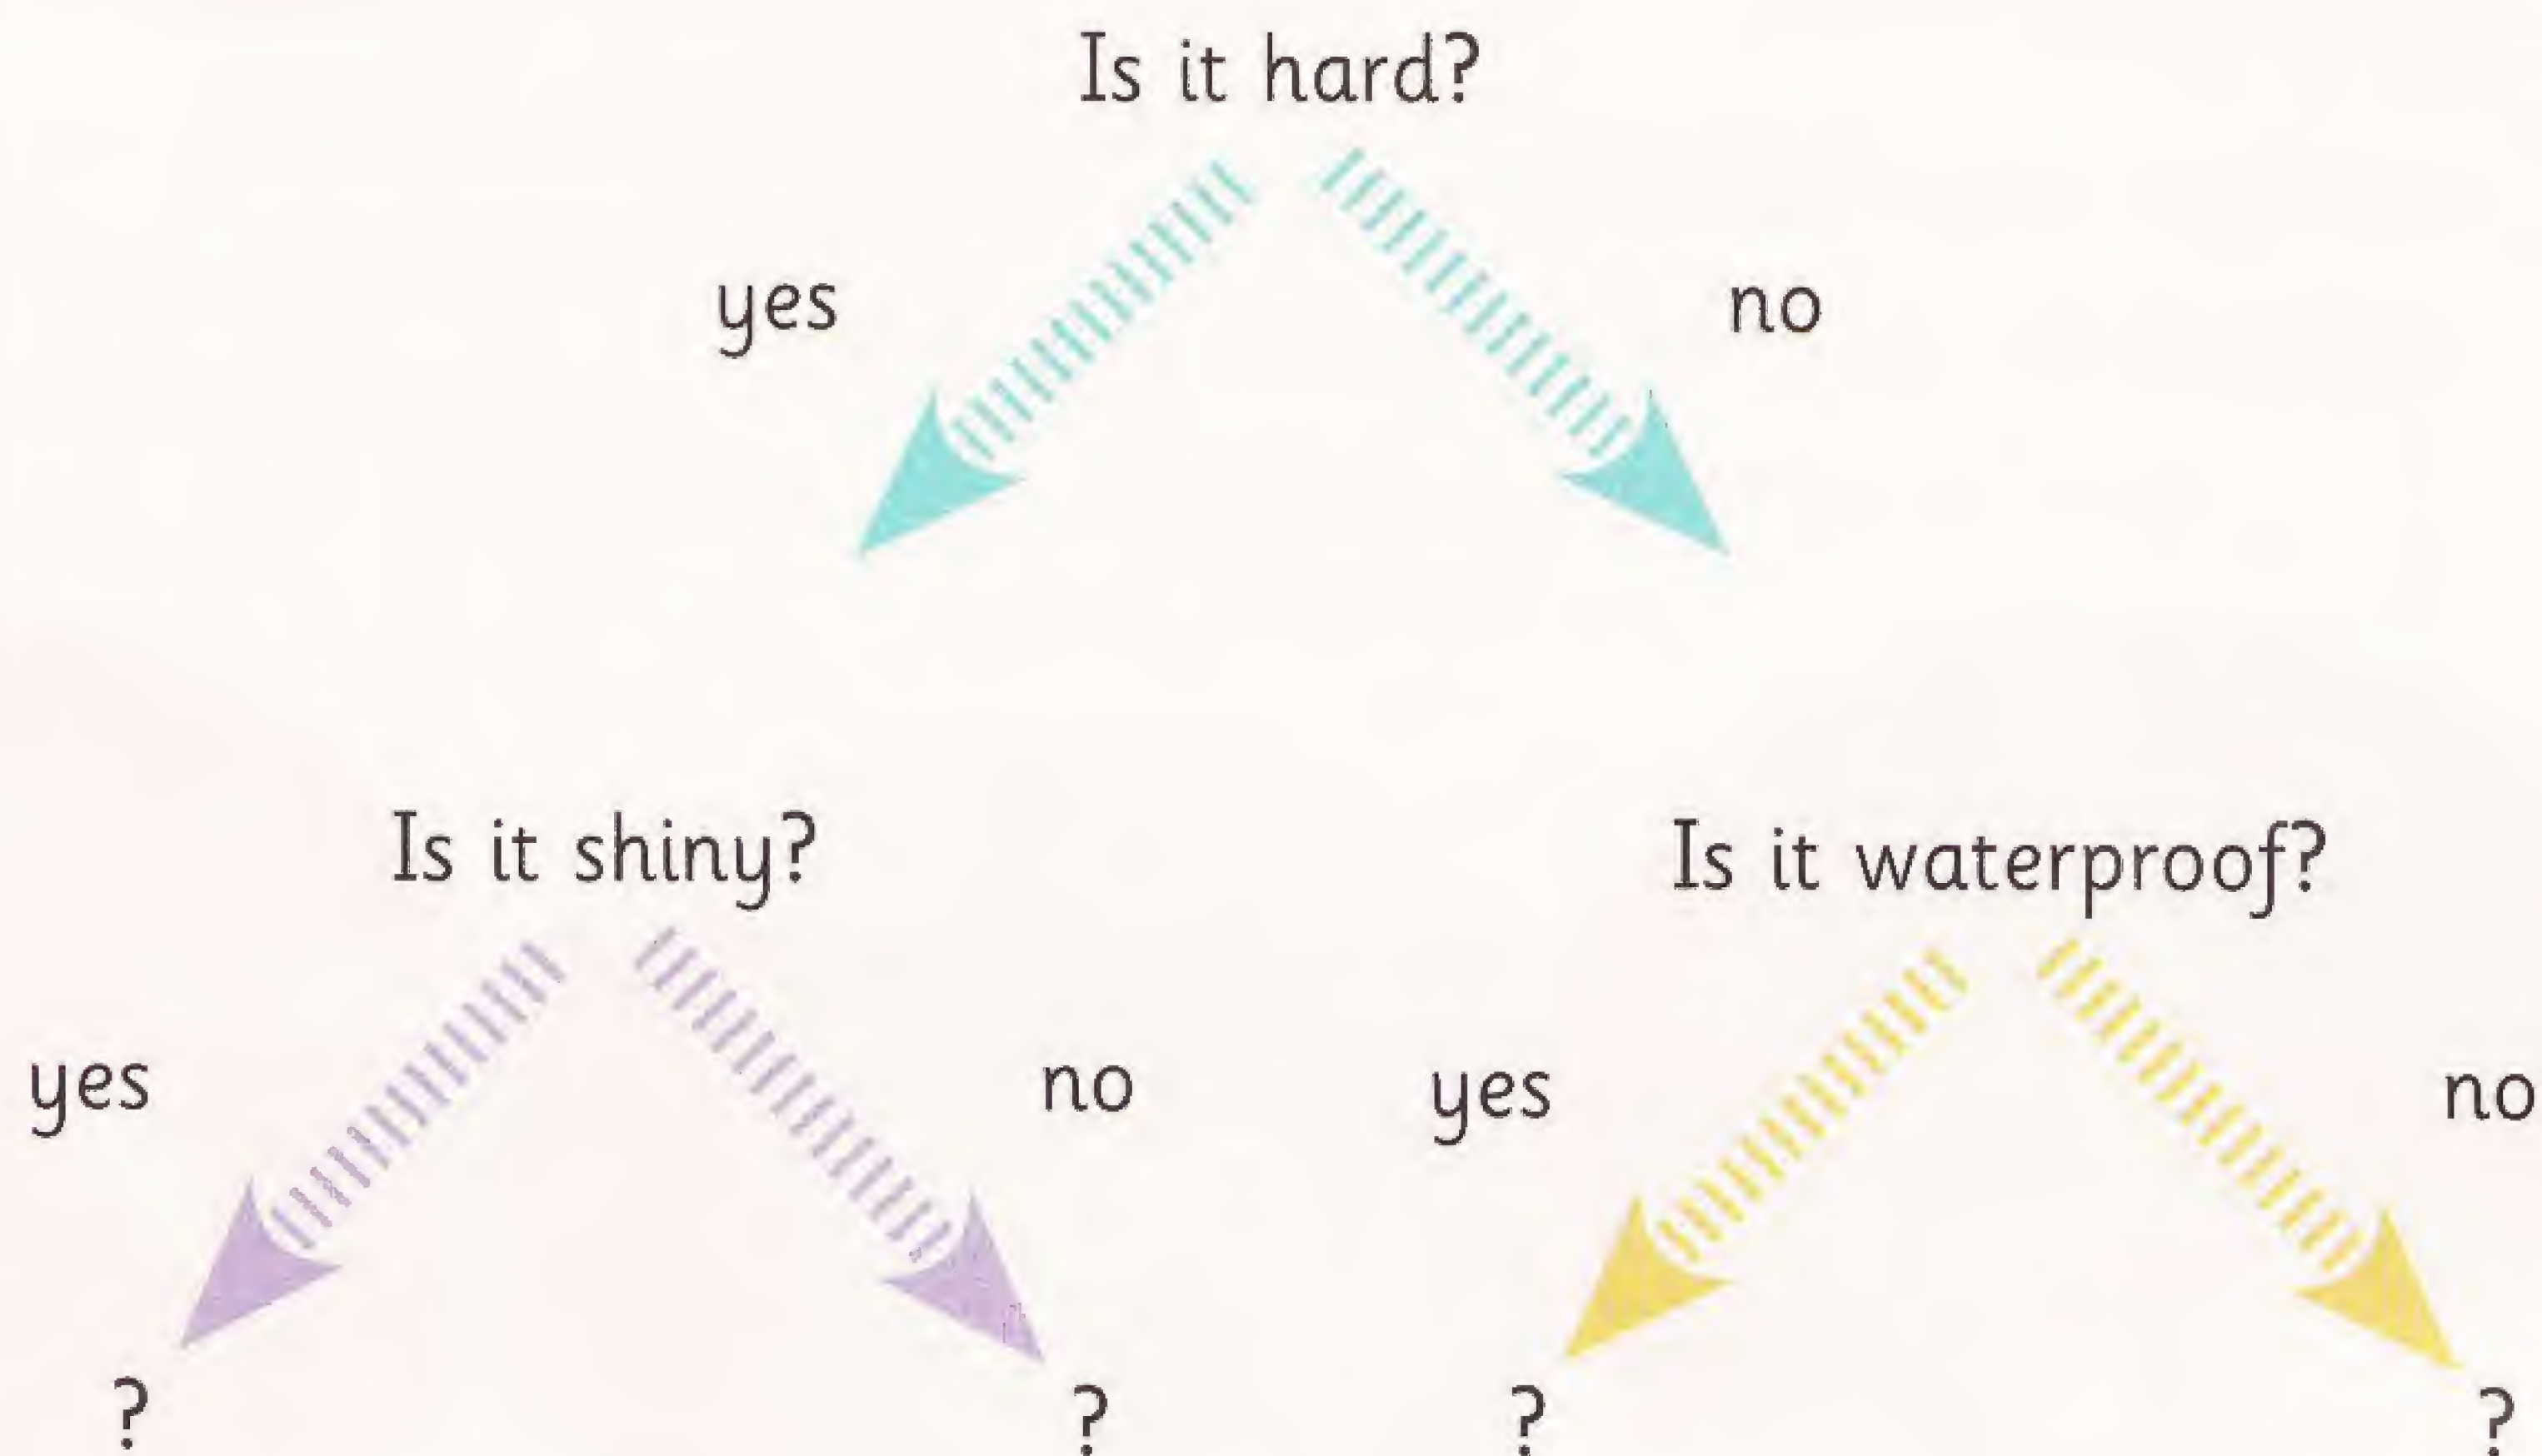 Is it hard?
yes
no
Is it shiny?
Is it waterproof?
yes
no
yes
no
?
?
?
?